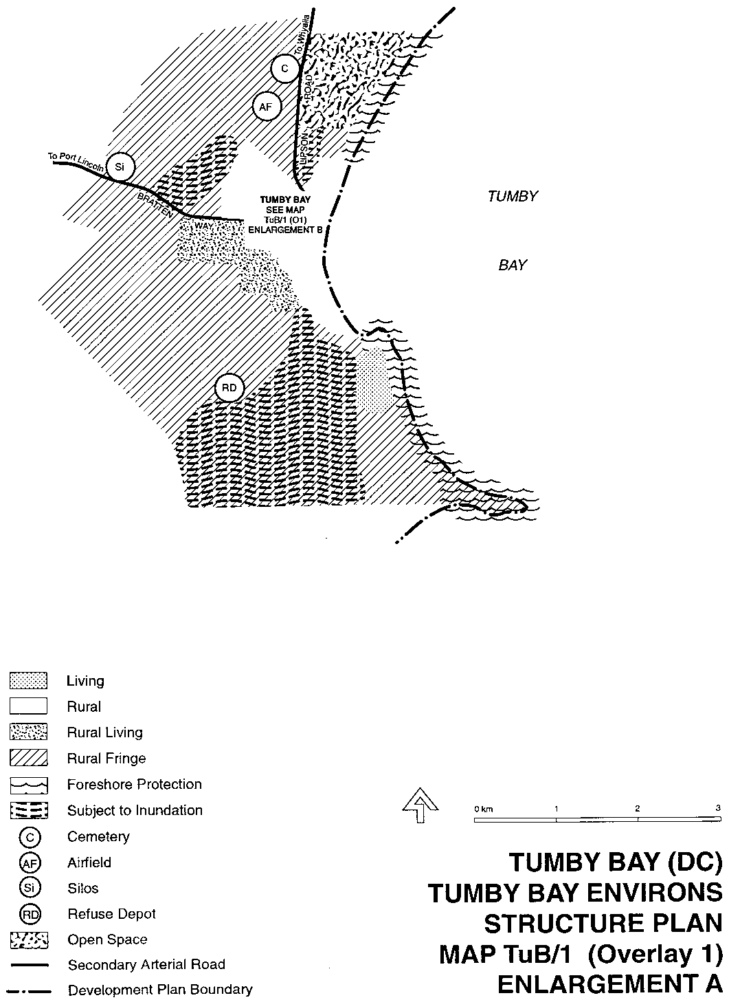 To Whyalla
C
ROAD
AF
LIPSON
To Port Lincoln
Si
BRATTEN
WAY
TUMBY BAY
SEE MAP
TuB/1 (O1)
ENLARGEMENT B
TUMBY
BAY
RD
Living
Rural
Rural Living
Rural Fringe
Foreshore Protection
Subject to Inundation
C Cemetery
AF Airfield
Si Silos
RD Refuse Depot
Open Space
Secondary Arterial Road
Development Plan Boundary
0 km 1 2 3
TUMBY BAY (DC)
TUMBY BAY ENVIRONS
STRUCTURE PLAN
MAP TuB/1 (Overlay 1)
ENLARGEMENT A